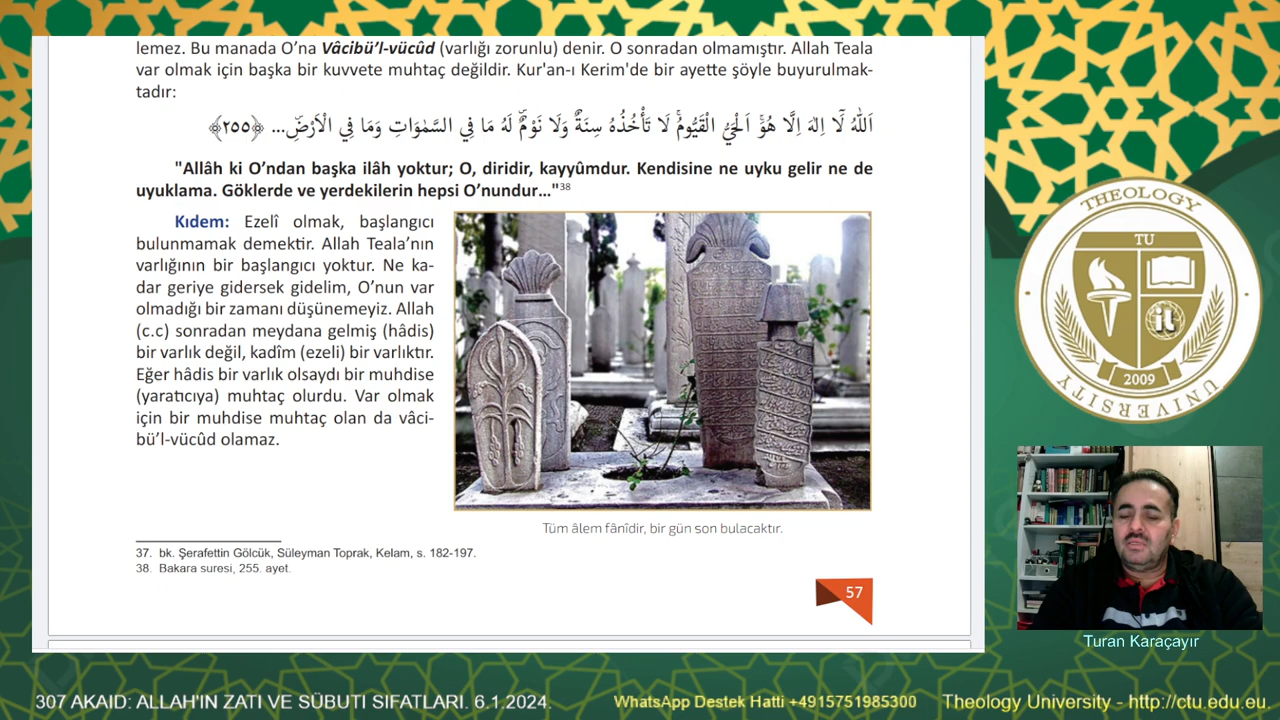 lemez. Bu manada O’na Vâcibü’l-vücûd (varlığı zorunlu) denir. O sonradan olmamıştır. Allah Teala
var olmak için başka bir kuvvete muhtaç değildir. Kur'an-ı Kerim'de bir ayette şöyle buyurulmak-
tadır:
اَللّٰهُ لَٓا اِلٰهَ اِلَّا هُوَۚ اَلْحَيُّ الْقَيُّومُۚ لَا تَأْخُذُهُ سِنَةٌ وَلَا نَوْمٌۜ لَهُ مَا فِي السَّمٰوَاتِ وَمَا فِي الْاَرْضِۜ... ﴿٢٥٥﴾
"Allâh ki O’ndan başka ilâh yoktur; O, diridir, kayyûmdur. Kendisine ne uyku gelir ne de
uyuklama. Göklerde ve yerdekilerin hepsi O’nundur..."38
Kıdem: Ezelî olmak, başlangıcı
bulunmamak demektir. Allah Teala’nın
varlığının bir başlangıcı yoktur. Ne ka-
dar geriye gidersek gidelim, O’nun var
olmadığı bir zamanı düşünemeyiz. Allah
(c.c) sonradan meydana gelmiş (hâdis)
bir varlık değil, kadîm (ezeli) bir varlıktır.
Eğer hâdis bir varlık olsaydı bir muhdise
(yaratıcıya) muhtaç olurdu. Var olmak
için bir muhdise muhtaç olan da vâci-
bü’l-vücûd olamaz.
Tüm âlem fânîdir, bir gün son bulacaktır.
37. bk. Şerafettin Gölcük, Süleyman Toprak, Kelam, s. 182-197.
38. Bakara suresi, 255. ayet.
57
THEOLOGY
TU
2009
UNIVERSITY
Turan Karaçayır
307 AKAID: ALLAH'IN ZATI VE SÜBUTI SIFATLARI. 6.1.2024.
WhatsApp Destek Hatti +4915751985300
Theology University - http://ctu.edu.eu.